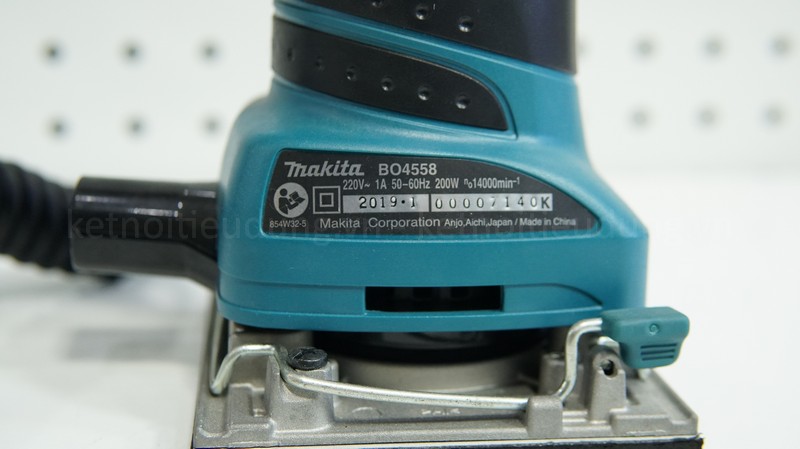 makita BO4558
220V~ 1A 50-60Hz 200W n₀14000min⁻¹
2019·1 00007140K
854W32-5 Makita Corporation Anjo,Aichi,Japan / Made in China